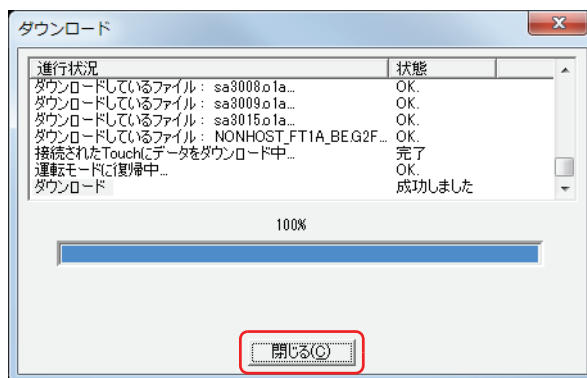 ダウンロード
進行状況 状態
ダウンロードしているファイル： sa3008.o1a... OK.
ダウンロードしているファイル： sa3009.o1a... OK.
ダウンロードしているファイル： sa3015.o1a... OK.
ダウンロードしているファイル： NONHOST_FT1A_BE.G2F... OK.
接続されたTouchにデータをダウンロード中... 完了
運転モードに復帰中... OK.
ダウンロード 成功しました
100%
閉じる(C)